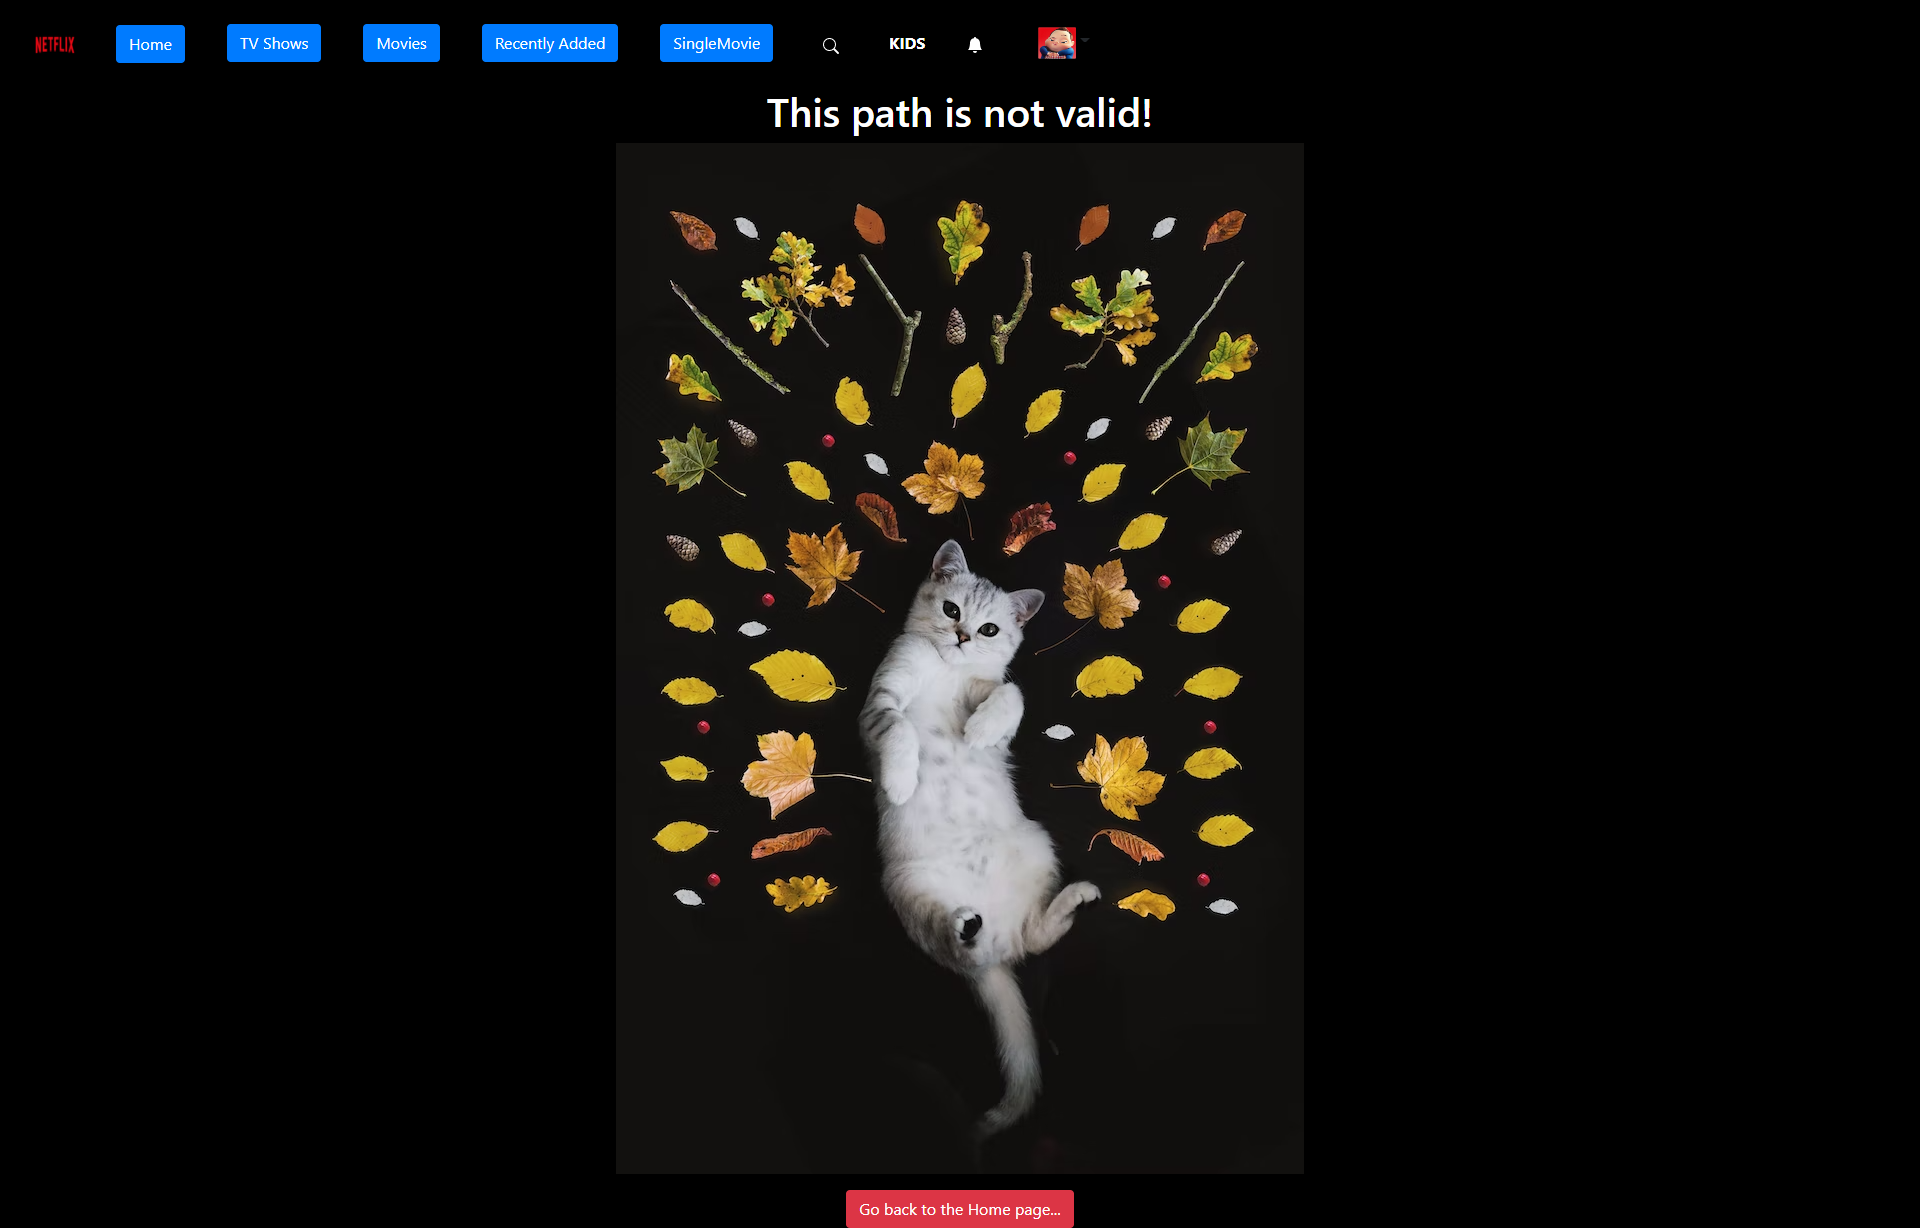 NETFLIX
Home
TV Shows
Movies
Recently Added
SingleMovie
KIDS
This path is not valid!
Go back to the Home page...